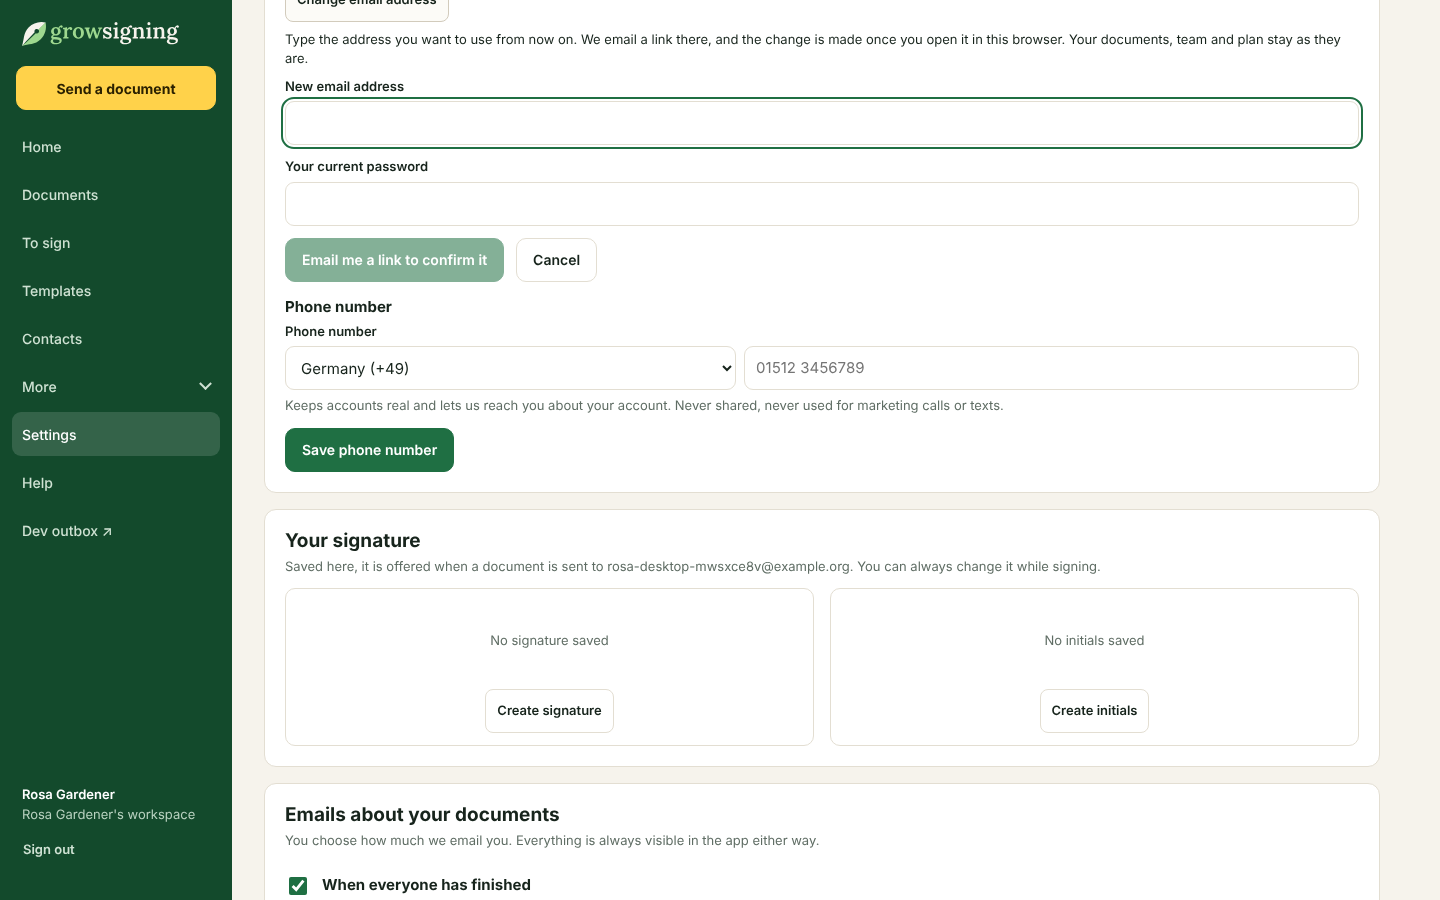 growsigning
Send a document
Home
Documents
To sign
Templates
Contacts
More
Settings
Help
Dev outbox ↗
Rosa Gardener
Rosa Gardener's workspace
Sign out
Change email address
Type the address you want to use from now on. We email a link there, and the change is made once you open it in this browser. Your documents, team and plan stay as they
are.
New email address
Your current password
Email me a link to confirm it
Cancel
Phone number
Phone number
Germany (+49)
01512 3456789
Keeps accounts real and lets us reach you about your account. Never shared, never used for marketing calls or texts.
Save phone number
Your signature
Saved here, it is offered when a document is sent to rosa-desktop-mwsxce8v@example.org. You can always change it while signing.
No signature saved
Create signature
No initials saved
Create initials
Emails about your documents
You choose how much we email you. Everything is always visible in the app either way.
When everyone has finished